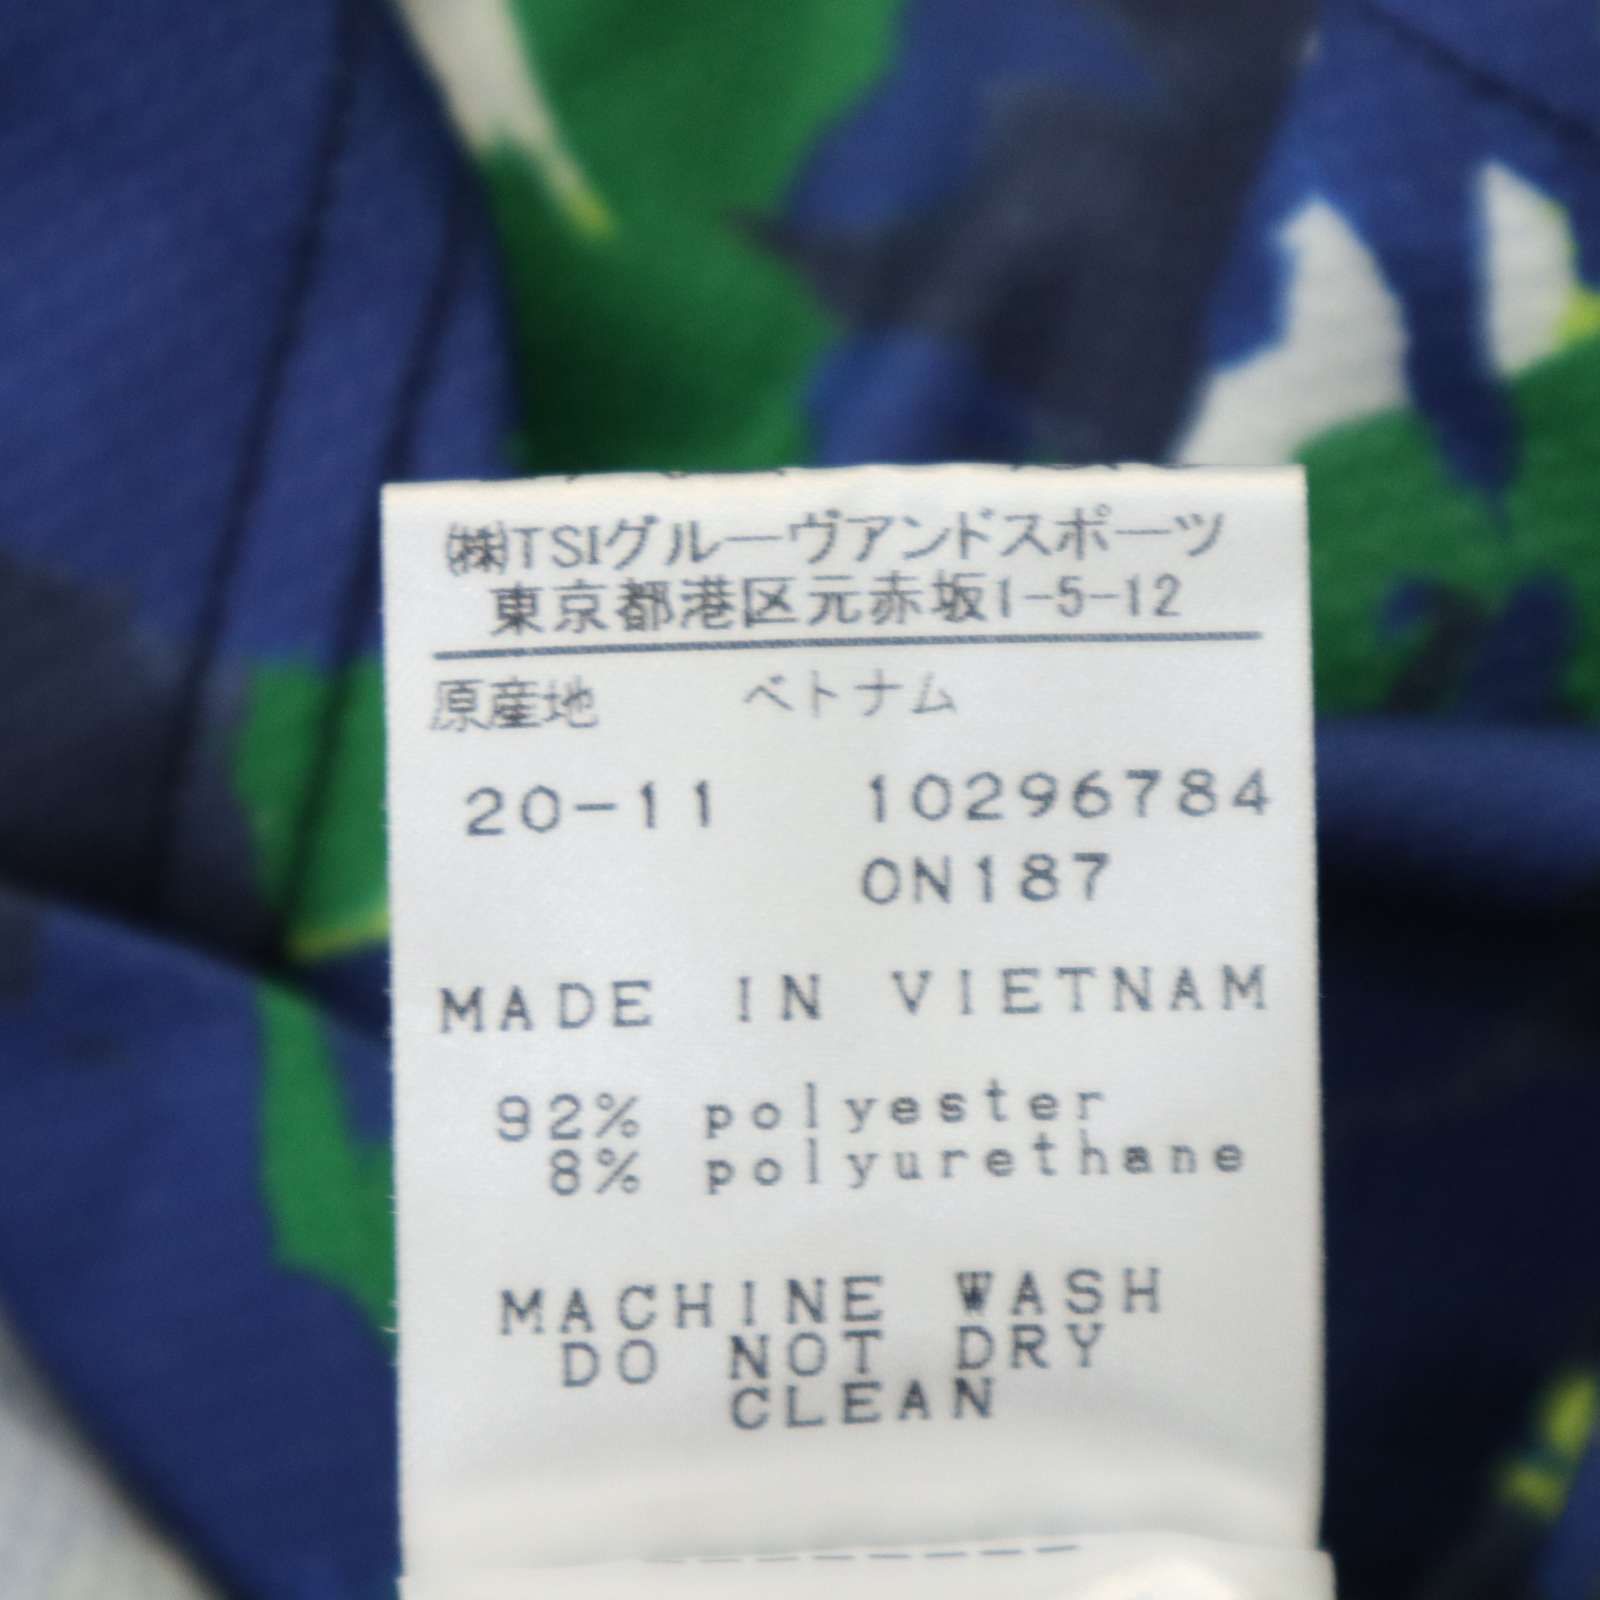 ㈱TSIグルーヴアンドスポーツ
東京都港区元赤坂1-5-12
原産地 ベトナム
20-11 10296784
0N187
MADE IN VIETNAM
92% polyester
8% polyurethane
MACHINE WASH
DO NOT DRY
CLEAN